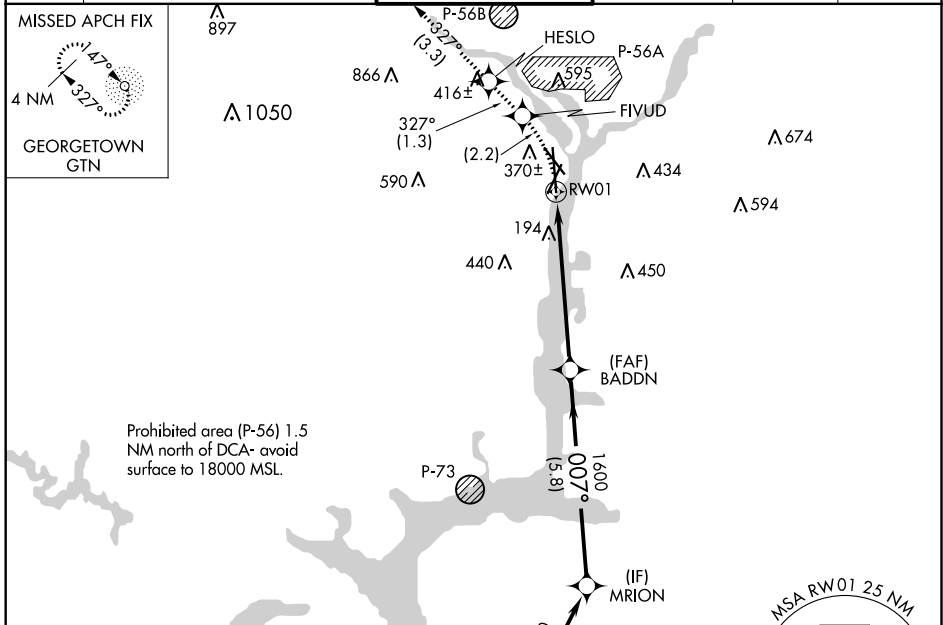 MISSED APCH FIX
147°
4 NM
327°
GEORGETOWN
GTN
897
P-56B
327°
(3.3)
HESLO
P-56A
866
416±
595
1050
FIVUD
327°
(1.3)
(2.2)
674
370±
434
590
RW01
594
194
440
450
(FAF)
BADDN
Prohibited area (P-56) 1.5
NM north of DCA- avoid
surface to 18000 MSL.
P-73
1600
007°
(5.8)
(IF)
MRION
MSA RW01 25 NM